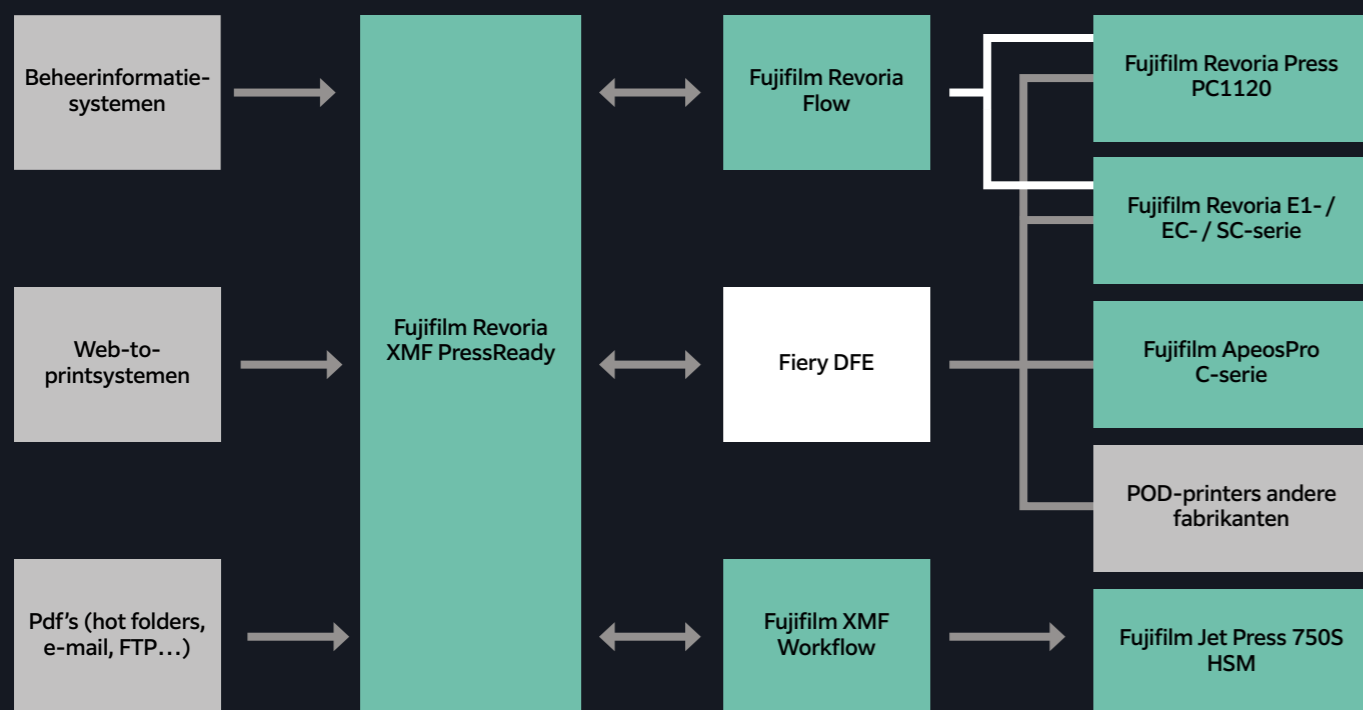 Beheerinformatie-
systemen
Web-to-
printsystemen
Pdf's (hot folders,
e-mail, FTP...)
Fujifilm Revoria
XMF PressReady
Fujifilm Revoria
Flow
Fiery DFE
Fujifilm XMF
Workflow
Fujifilm Revoria Press
PC1120
Fujifilm Revoria E1- /
EC- / SC-serie
Fujifilm ApeosPro
C-serie
POD-printers andere
fabrikanten
Fujifilm Jet Press 750S
HSM